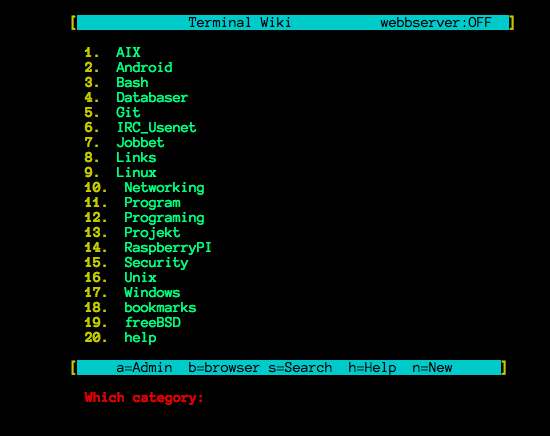 [ Terminal Wiki webbserver:OFF ]
1. AIX
2. Android
3. Bash
4. Databaser
5. Git
6. IRC_Usenet
7. Jobbet
8. Links
9. Linux
10. Networking
11. Program
12. Programing
13. Projekt
14. RaspberryPI
15. Security
16. Unix
17. Windows
18. bookmarks
19. freeBSD
20. help
[ a=Admin b=browser s=Search h=Help n=New ]
Which category: